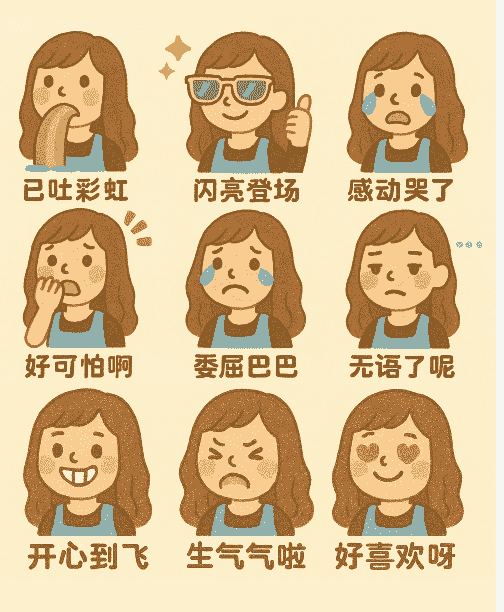 已吐彩虹
闪亮登场
感动哭了
好可怕啊
委屈巴巴
无语了呢
开心到飞
生气气啦
好喜欢呀